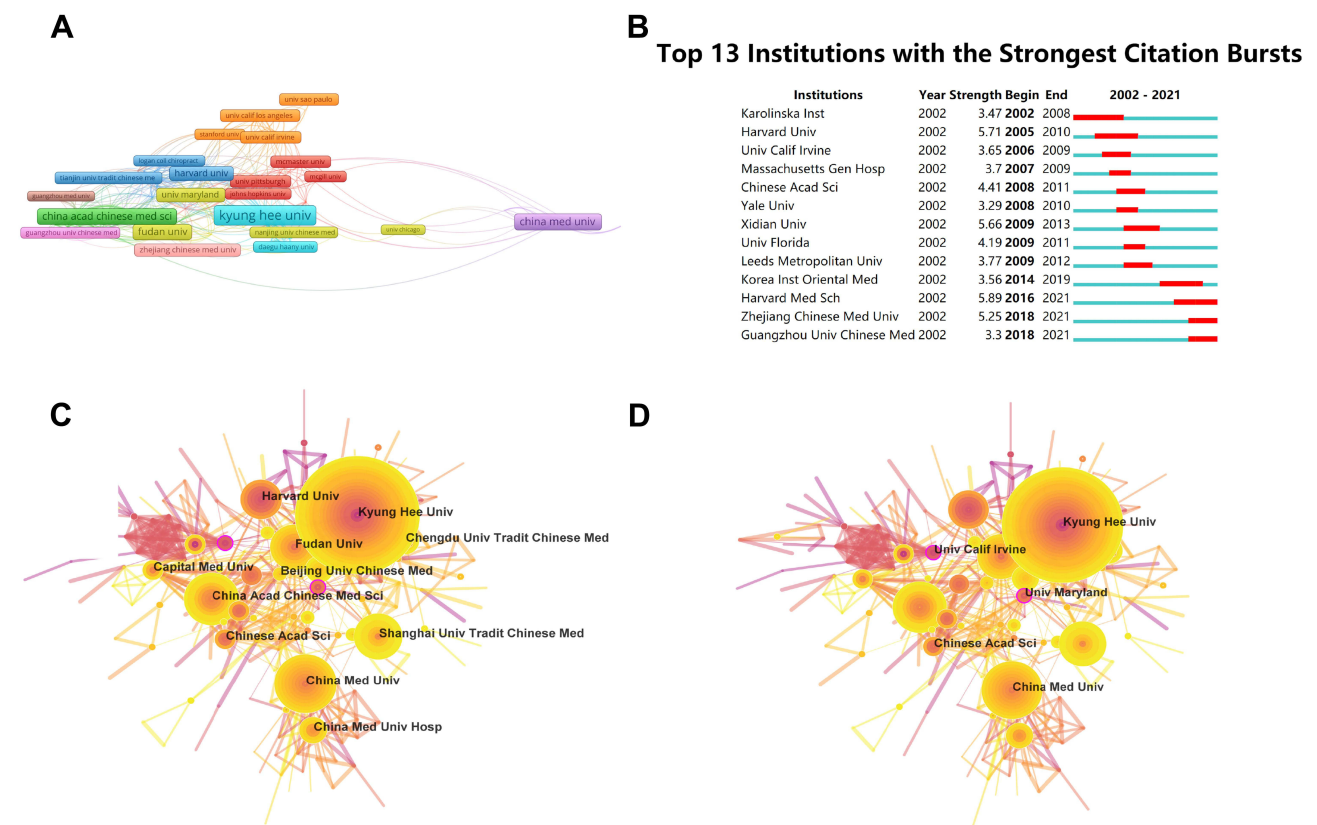 A
univ sao paulo
univ calif los angeles
stanford univ
univ calif irvine
logan coll chiropract
mcmaster univ
tianjin univ tradit chinese me
harvard univ
univ pittsburgh
mcgill univ
guangzhou med univ
univ maryland
johns hopkins univ
china acad chinese med sci
kyung hee univ
china med univ
guangzhou univ chinese med
fudan univ
nanjing univ chinese med
univ chicago
zhejiang chinese med univ
daegu haany univ
B
Top 13 Institutions with the Strongest Citation Bursts
Institutions Year Strength Begin End 2002 - 2021
Karolinska Inst 2002 3.47 2002 2008
Harvard Univ 2002 5.71 2005 2010
Univ Calif Irvine 2002 3.65 2006 2009
Massachusetts Gen Hosp 2002 3.7 2007 2009
Chinese Acad Sci 2002 4.41 2008 2011
Yale Univ 2002 3.29 2008 2010
Xidian Univ 2002 5.66 2009 2013
Univ Florida 2002 4.19 2009 2011
Leeds Metropolitan Univ 2002 3.77 2009 2012
Korea Inst Oriental Med 2002 3.56 2014 2019
Harvard Med Sch 2002 5.89 2016 2021
Zhejiang Chinese Med Univ 2002 5.25 2018 2021
Guangzhou Univ Chinese Med 2002 3.3 2018 2021
C
Harvard Univ
Kyung Hee Univ
Chengdu Univ Tradit Chinese Med
Fudan Univ
Capital Med Univ
Beijing Univ Chinese Med
China Acad Chinese Med Sci
Chinese Acad Sci
Shanghai Univ Tradit Chinese Med
China Med Univ
China Med Univ Hosp
D
Kyung Hee Univ
Univ Calif Irvine
Univ Maryland
Chinese Acad Sci
China Med Univ